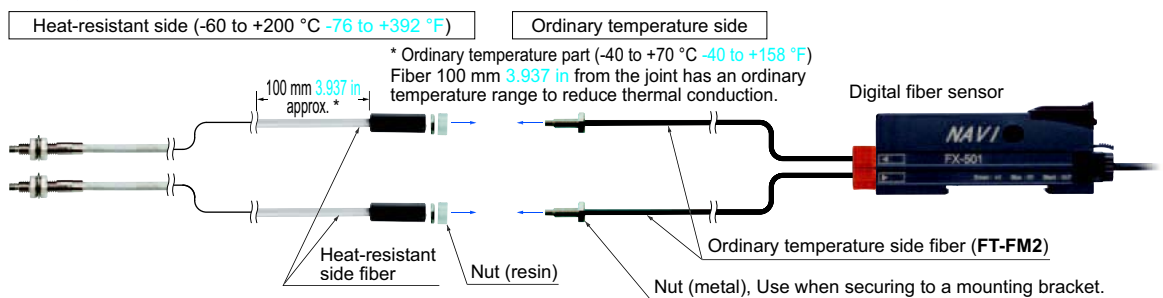 Heat-resistant side (-60 to +200 °C -76 to +392 °F)
Ordinary temperature side
* Ordinary temperature part (-40 to +70 °C -40 to +158 °F)
Fiber 100 mm 3.937 in from the joint has an ordinary
temperature range to reduce thermal conduction.
100 mm 3.937 in
approx. *
Digital fiber sensor
NAVI
FX-501
Heat-resistant
side fiber
Nut (resin)
Ordinary temperature side fiber (FT-FM2)
Nut (metal), Use when securing to a mounting bracket.